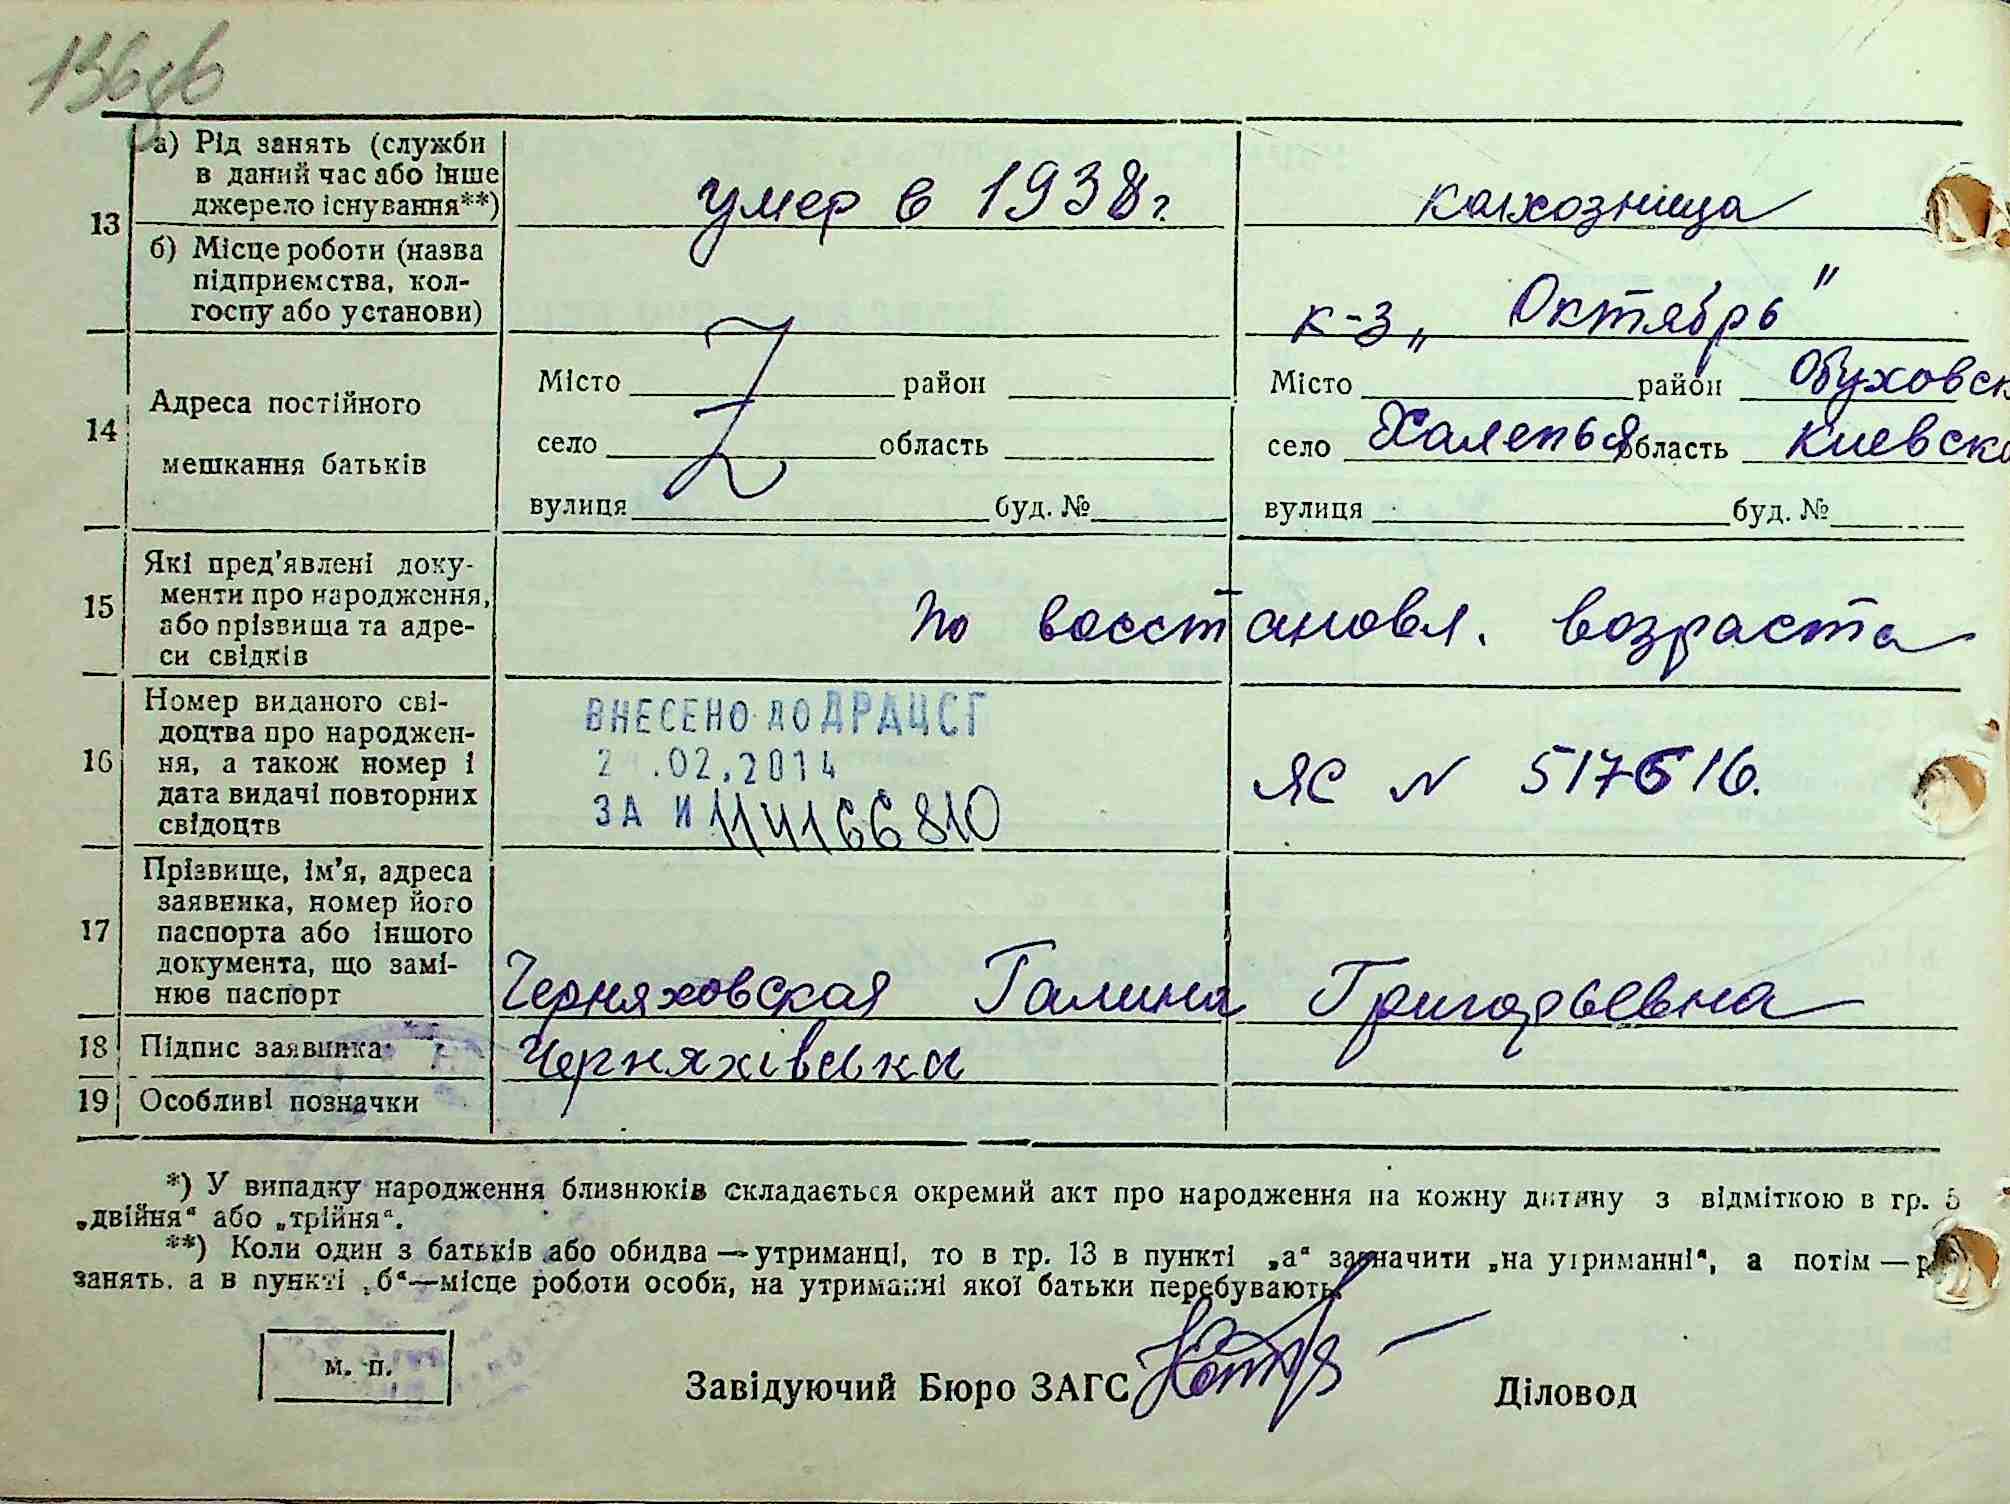 136 зв
а) Рід занять (служби в даний час або інше джерело існування**)
умер в 1938 г.
колхозница
13
б) Місце роботи (назва підприємства, колгоспу або установи)
к-з „Октябрь"
14
Адреса постійного мешкання батьків
Місто район
село область
вулиця буд. №
Місто район Обуховск
село Халепья область Киевско
вулиця буд. №
15
Які пред'явлені документи про народження, або прізвища та адреси свідків
по восстановл. возраста
16
Номер виданого свідоцтва про народження, а також номер і дата видачі повторних свідоцтв
ВНЕСЕНО ДО ДРАЦСГ
.02.2014
ЗА И 114166810
ЯС N 517616.
17
Прізвище, ім'я, адреса заявника, номер його паспорта або іншого документа, що замінює паспорт
Черняховская Галина Григорьевна
18 Підпис заявника
Черняхівська
19 Особливі позначки
*) У випадку народження близнюків складається окремий акт про народження на кожну дитину з відміткою в гр. 5
„двійня" або „трійня".
**) Коли один з батьків або обидва — утриманці, то в гр. 13 в пункті „а" зазначити „на утриманні", а потім — р
занять. а в пункті „б"—місце роботи особи, на утриманні якої батьки перебувають.
м. п.
Завідуючий Бюро ЗАГС
Діловод